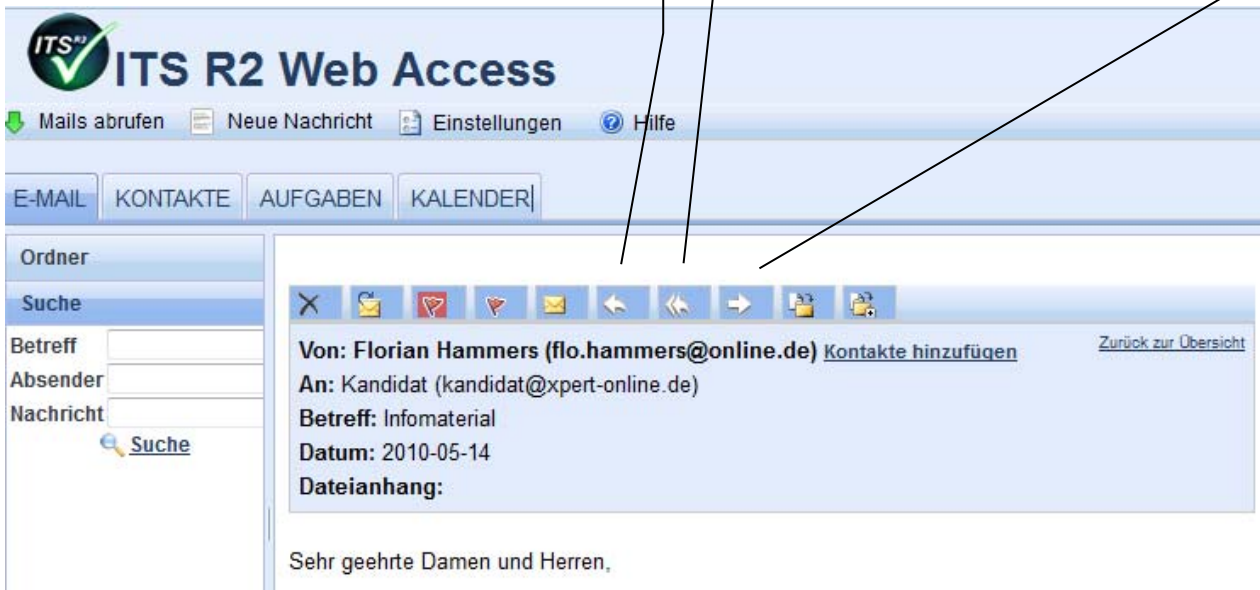 ITS R2
ITS R2 Web Access
Mails abrufen Neue Nachricht Einstellungen Hilfe
E-MAIL KONTAKTE AUFGABEN KALENDER
Ordner
Suche
Betreff
Absender
Nachricht
Suche
Von: Florian Hammers (flo.hammers@online.de) Kontakte hinzufügen Zurück zur Übersicht
An: Kandidat (kandidat@xpert-online.de)
Betreff: Infomaterial
Datum: 2010-05-14
Dateianhang:
Sehr geehrte Damen und Herren,